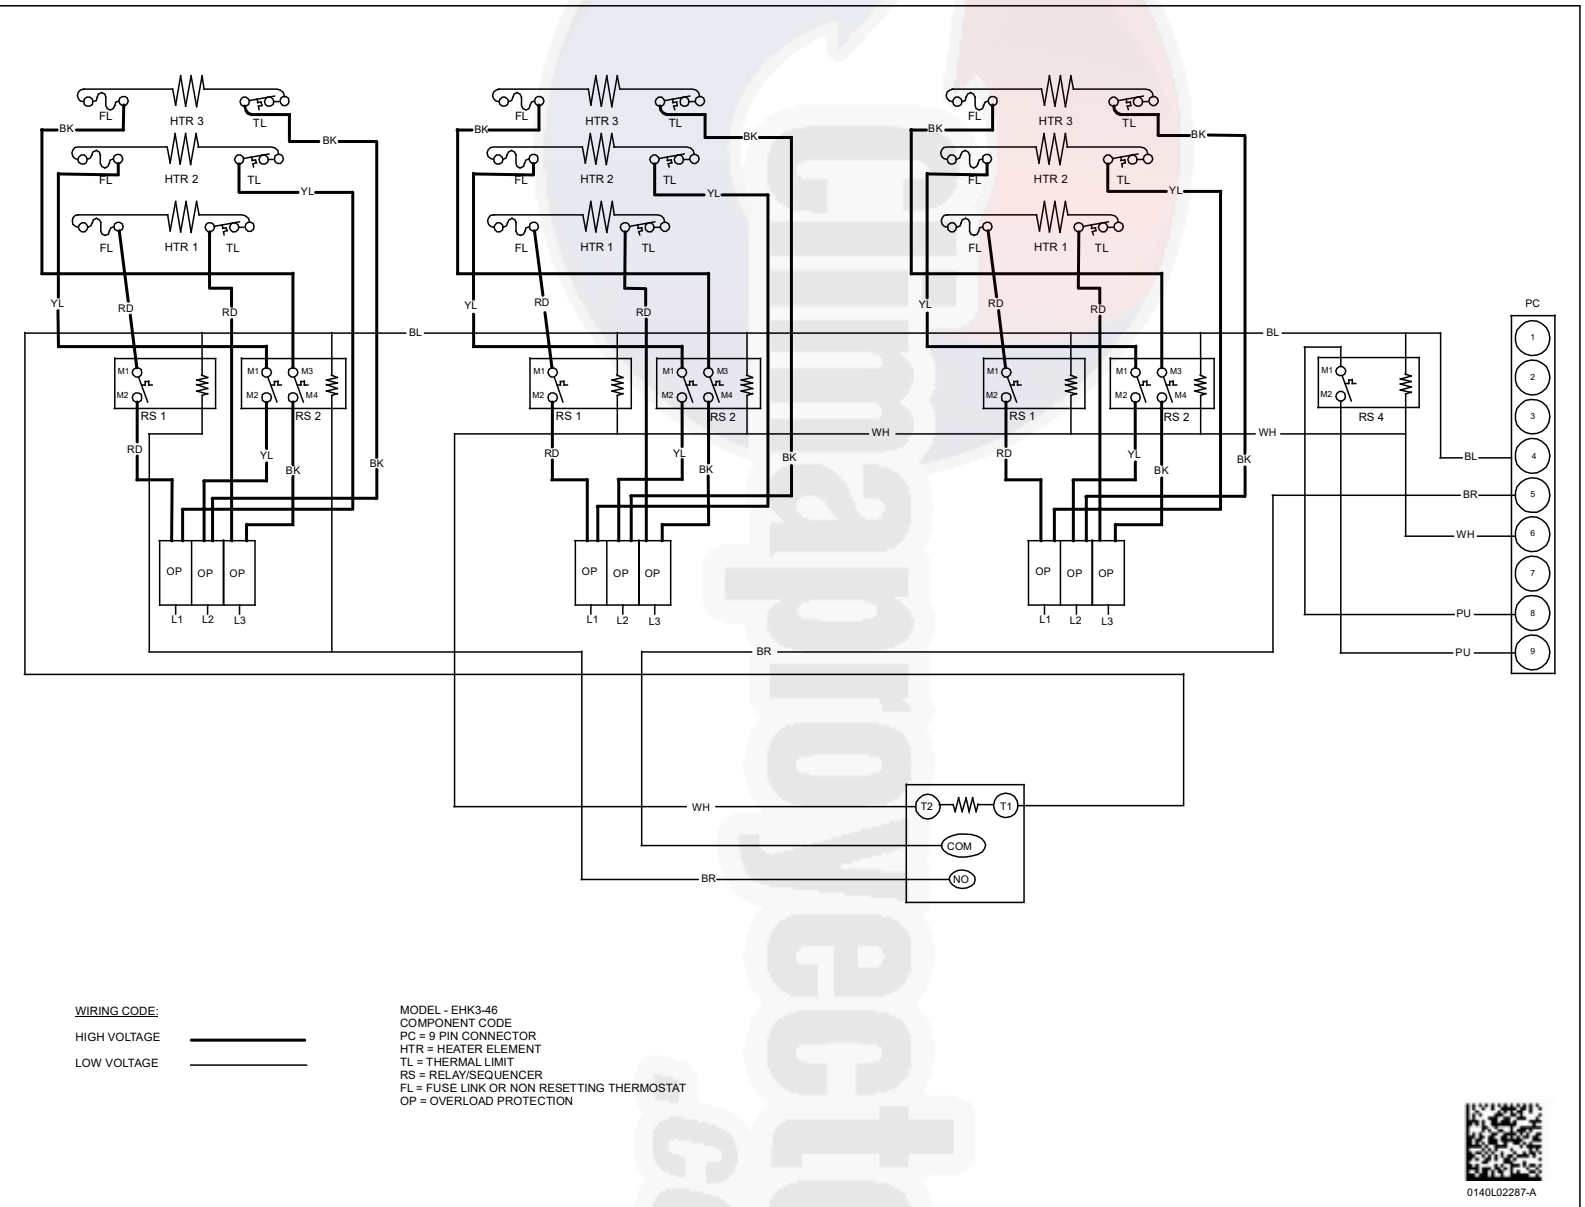 FL HTR 3 TL FL HTR 3 TL FL HTR 3 TL
BK BK BK BK BK BK
FL HTR 2 TL FL HTR 2 TL FL HTR 2 TL
YL YL YL
FL HTR 1 TL FL HTR 1 TL FL HTR 1 TL
YL RD RD YL RD RD YL RD RD PC
BL BL 1
M1 M1 M3 M1 M1 M3 M1 M1 M3 M1 2
M2 M2 M4 M2 M2 M4 M2 M2 M4 M2
RS 1 RS 2 RS 1 RS 2 RS 1 RS 2 RS 4 3
WH WH
RD YL BK BK RD YL BK BK RD YL BK BK BL 4
BR 5
WH 6
OP OP OP OP OP OP OP OP OP 7
L1 L2 L3 L1 L2 L3 L1 L2 L3 PU 8
BR PU 9
WH T2 T1
COM
BR NO
WIRING CODE:
HIGH VOLTAGE
LOW VOLTAGE
MODEL - EHK3-46
COMPONENT CODE
PC = 9 PIN CONNECTOR
HTR = HEATER ELEMENT
TL = THERMAL LIMIT
RS = RELAY/SEQUENCER
FL = FUSE LINK OR NON RESETTING THERMOSTAT
OP = OVERLOAD PROTECTION
0140L02287-A
climaproyecto